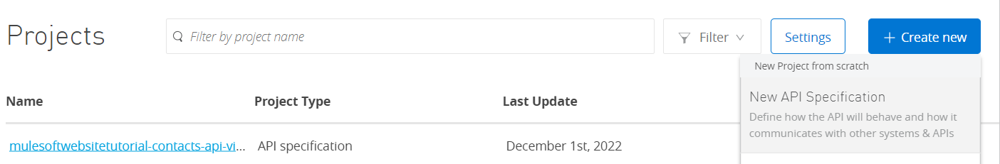 Projects
Filter by project name
Filter
Settings
+ Create new
New Project from scratch
New API Specification
Define how the API will behave and how it
communicates with other systems & APIs
Name Project Type Last Update
mulesoftwebsitetutorial-contacts-api-vi... API specification December 1st, 2022